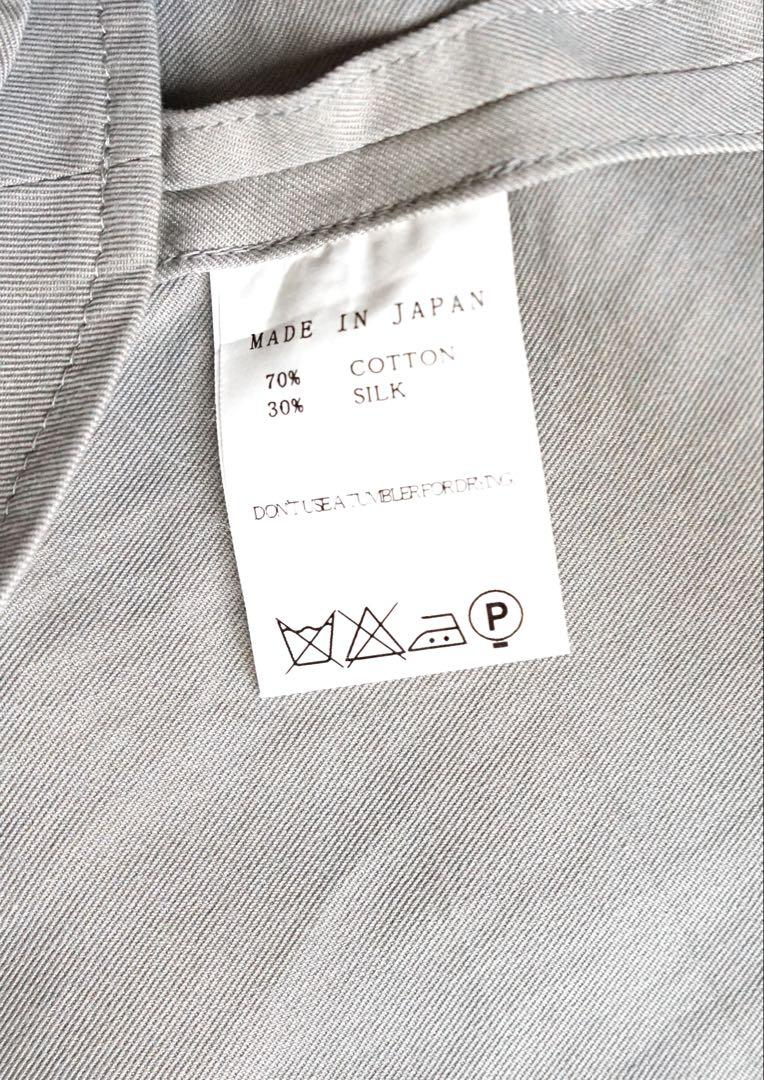 MADE IN JAPAN
70% COTTON
30% SILK
DON'T USE A TUMBLER FOR DRYING
P